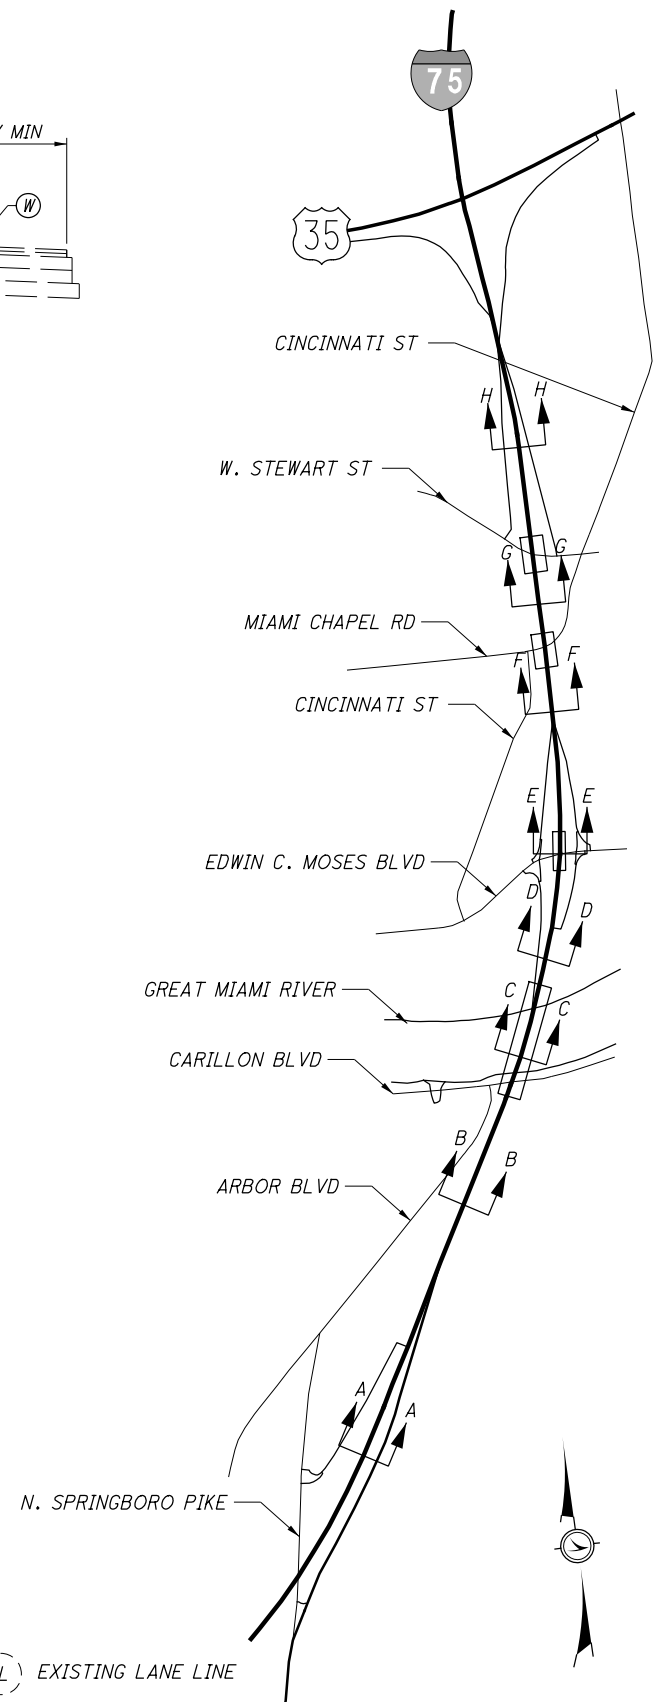 75
MIN
W
35
CINCINNATI ST
H H
W. STEWART ST
G G
MIAMI CHAPEL RD
F F
CINCINNATI ST
E E
EDWIN C. MOSES BLVD
D D
GREAT MIAMI RIVER
C C
CARILLON BLVD
B B
ARBOR BLVD
A A
N. SPRINGBORO PIKE
L EXISTING LANE LINE